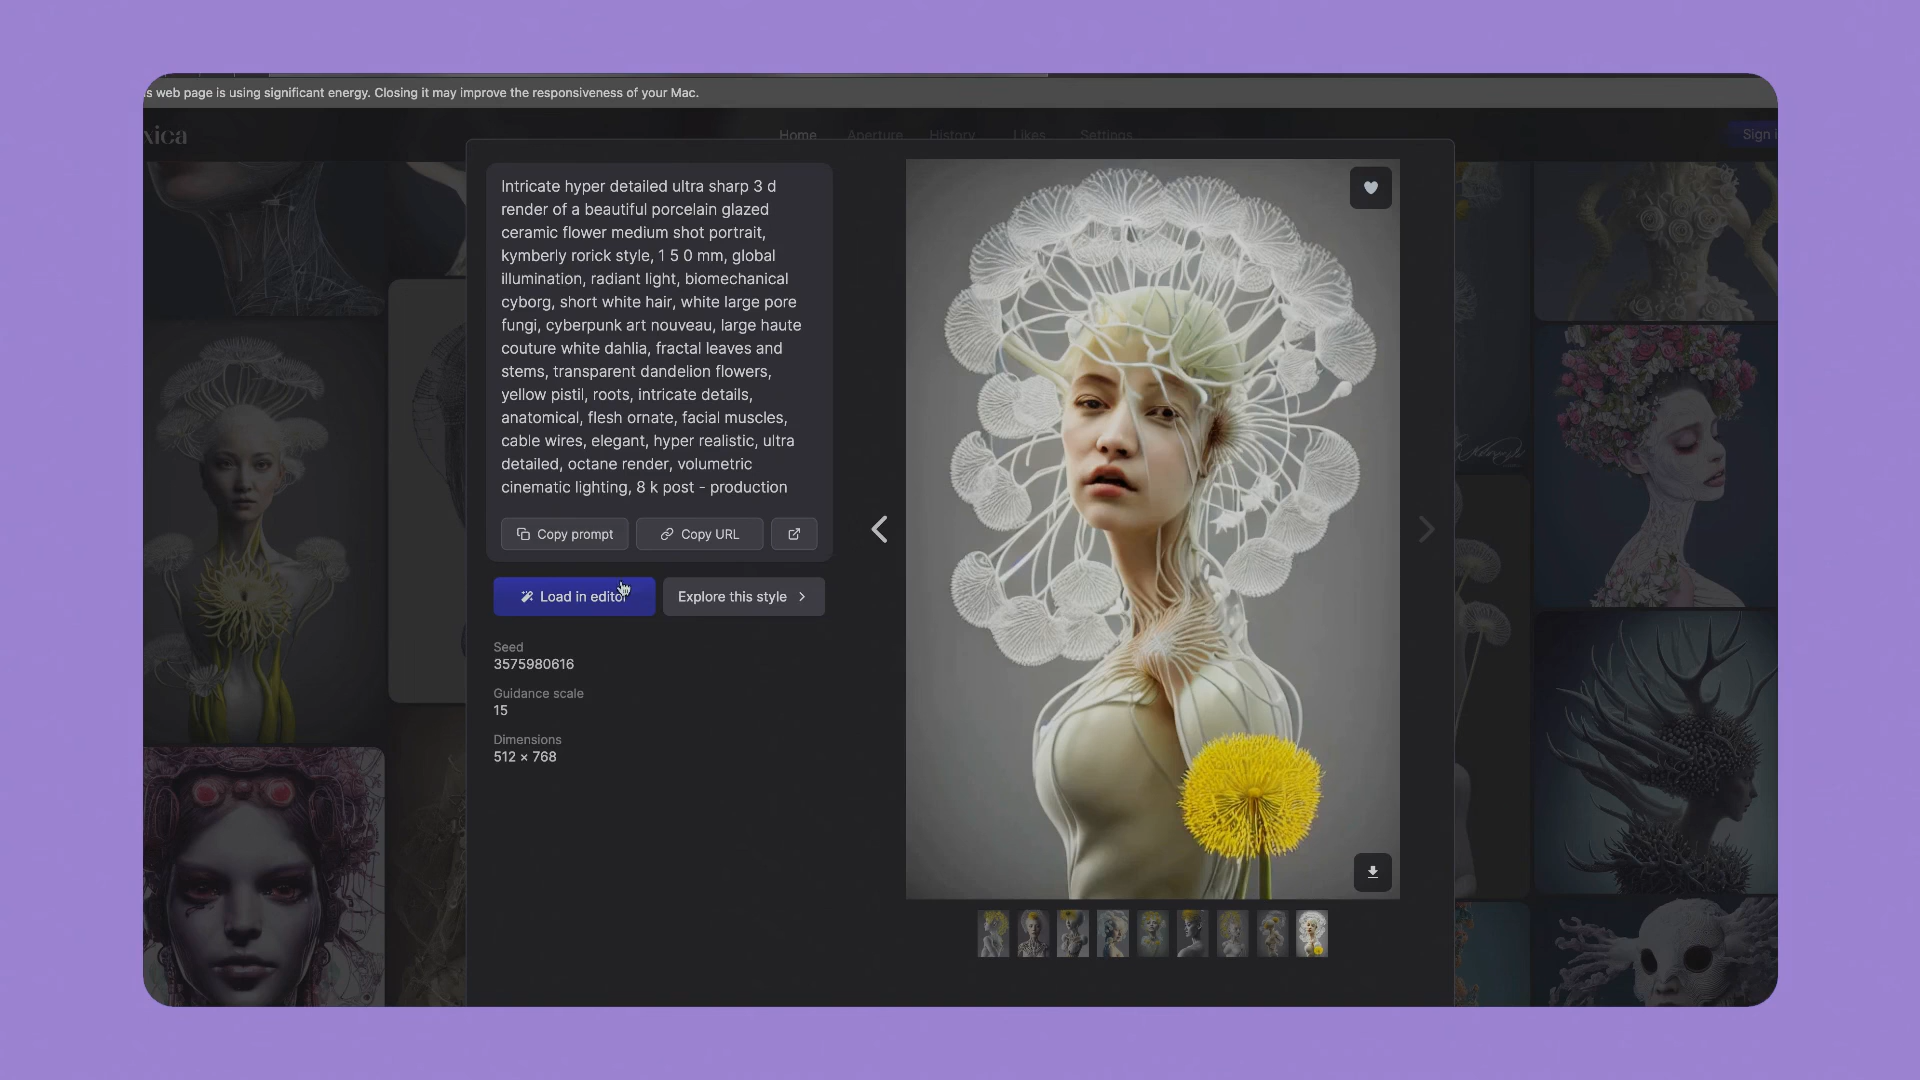 s web page is using significant energy. Closing it may improve the responsiveness of your Mac.
xica
Home Aperture History Likes Settings
Sign i
Intricate hyper detailed ultra sharp 3 d
render of a beautiful porcelain glazed
ceramic flower medium shot portrait,
kymberly rorick style, 1 5 0 mm, global
illumination, radiant light, biomechanical
cyborg, short white hair, white large pore
fungi, cyberpunk art nouveau, large haute
couture white dahlia, fractal leaves and
stems, transparent dandelion flowers,
yellow pistil, roots, intricate details,
anatomical, flesh ornate, facial muscles,
cable wires, elegant, hyper realistic, ultra
detailed, octane render, volumetric
cinematic lighting, 8 k post - production
Copy prompt
Copy URL
Load in editor
Explore this style
Seed
3575980616
Guidance scale
15
Dimensions
512 × 768